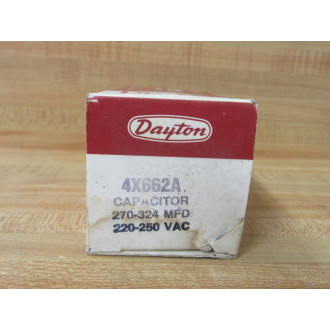 Dayton
4X662A
CAPACITOR
270-324 MFD
220-250 VAC